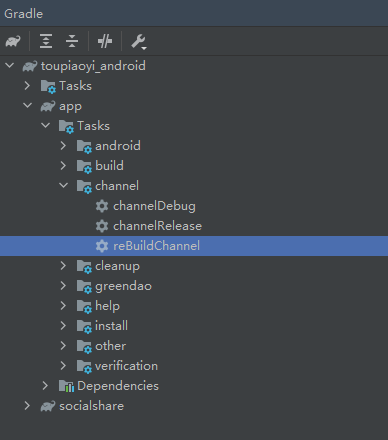 Gradle
toupiaoyi_android
Tasks
app
Tasks
android
build
channel
channelDebug
channelRelease
reBuildChannel
cleanup
greendao
help
install
other
verification
Dependencies
socialshare